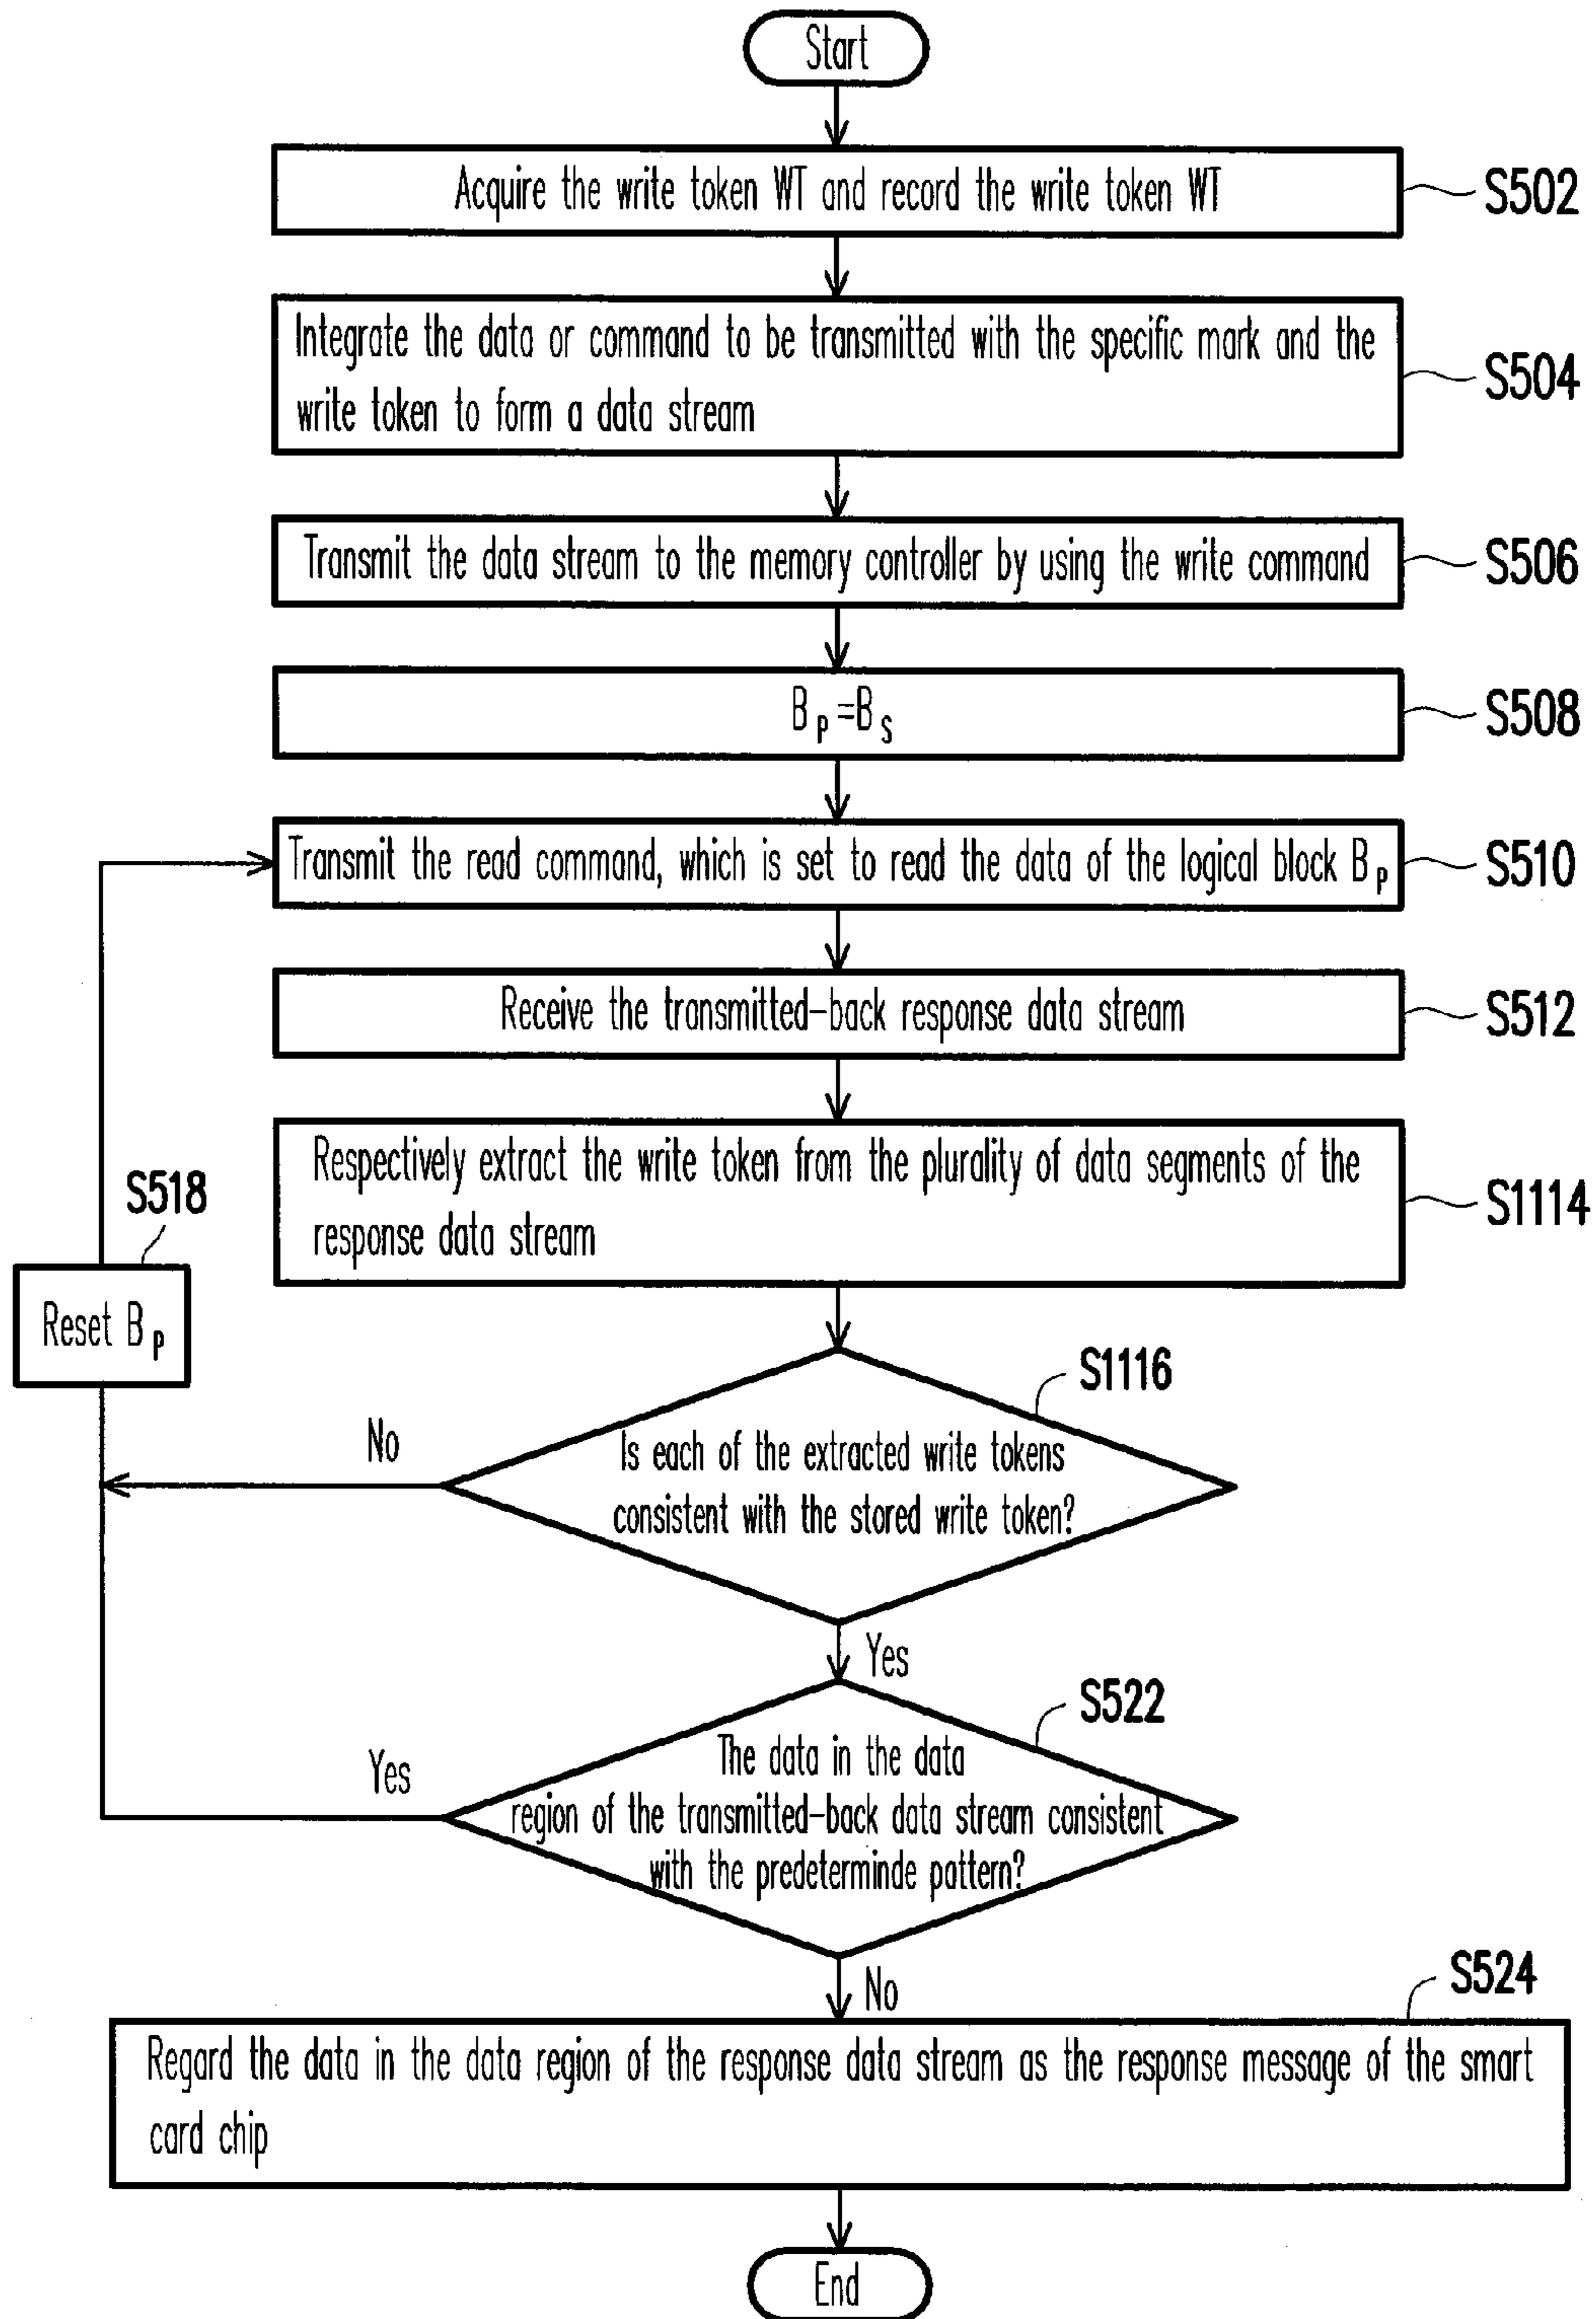 Start
Acquire the write token WT and record the write token WT
S502
Integrate the data or command to be transmitted with the specific mark and the
write token to form a data stream
S504
Transmit the data stream to the memory controller by using the write command
S506
BP=BS
S508
Transmit the read command, which is set to read the data of the logical block BP
S510
Receive the transmitted-back response data stream
S512
Respectively extract the write token from the plurality of data segments of the
response data stream
S1114
S518
Reset BP
S1116
No
Is each of the extracted write tokens
consistent with the stored write token?
Yes
S522
Yes
The data in the data
region of the transmitted-back data stream consistent
with the predeterminde pattern?
No
S524
Regard the data in the data region of the response data stream as the response message of the smart
card chip
End